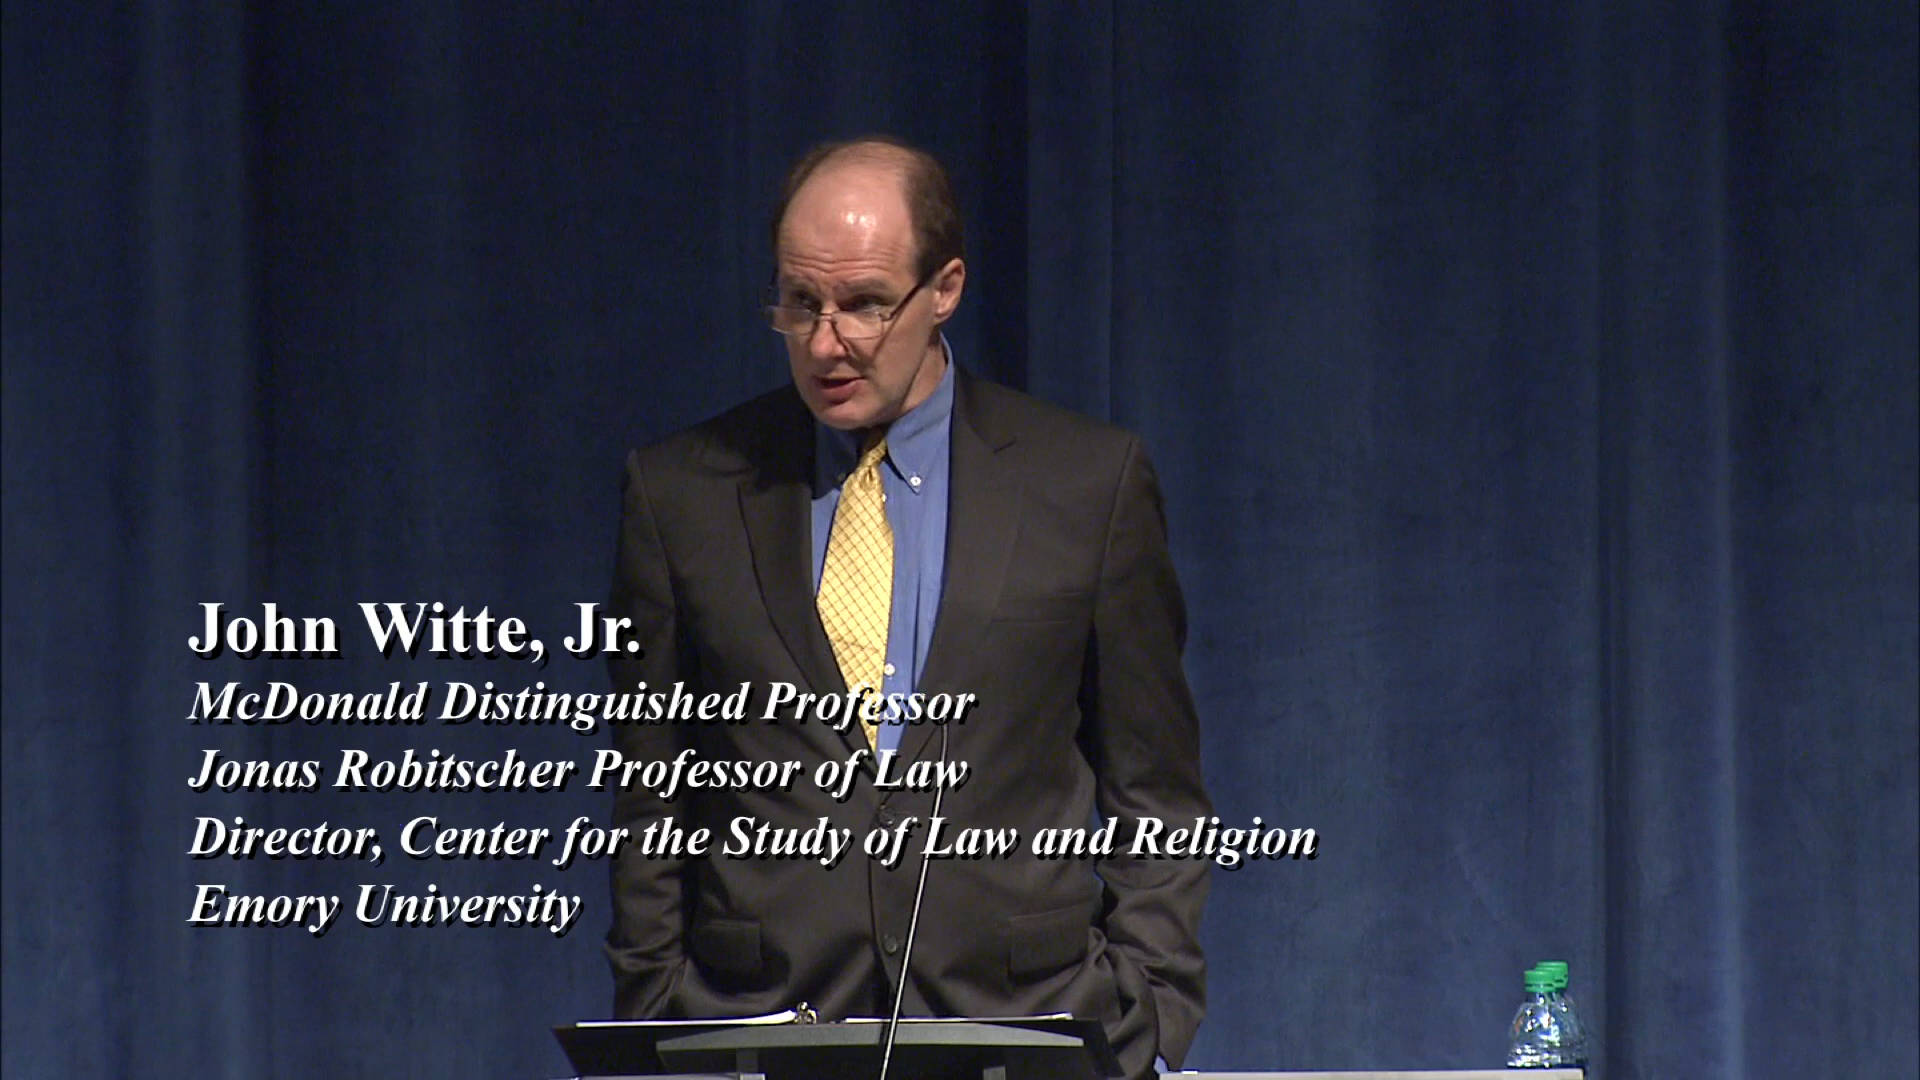 John Witte, Jr.
McDonald Distinguished Professor
Jonas Robitscher Professor of Law
Director, Center for the Study of Law and Religion
Emory University